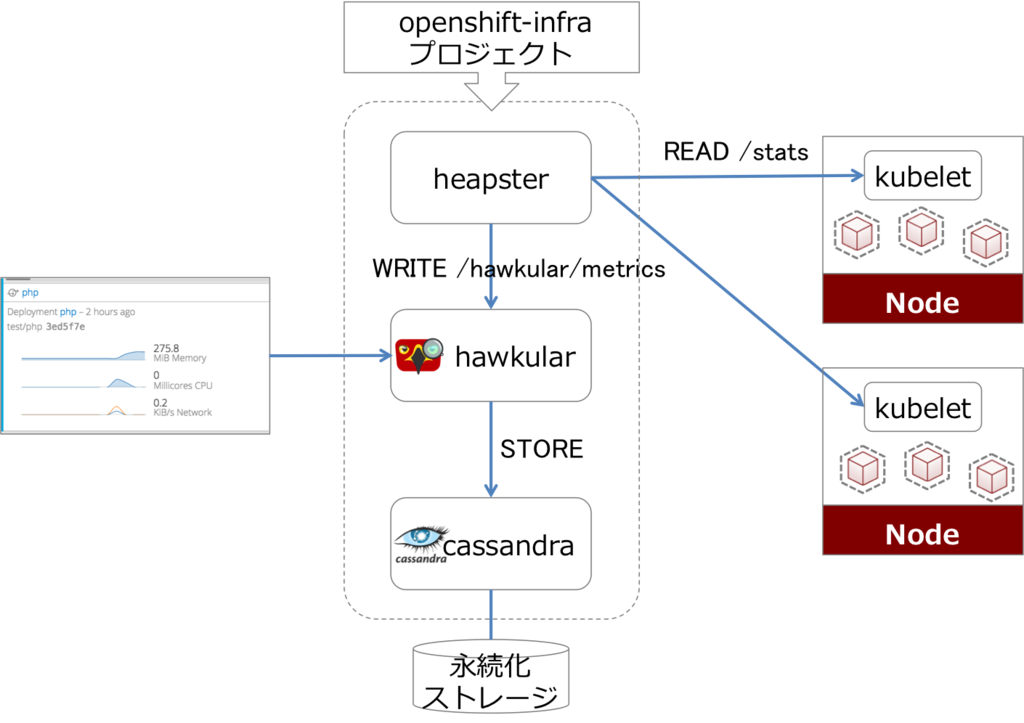 openshift-infra
プロジェクト
heapster
READ /stats
kubelet
Node
WRITE /hawkular/metrics
php
Deployment php – 2 hours ago
test/php 3ed5f7e
275.8
MiB Memory
0
Millicores CPU
0.2
KiB/s Network
hawkular
kubelet
Node
STORE
cassandra
cassandra
永続化
ストレージ